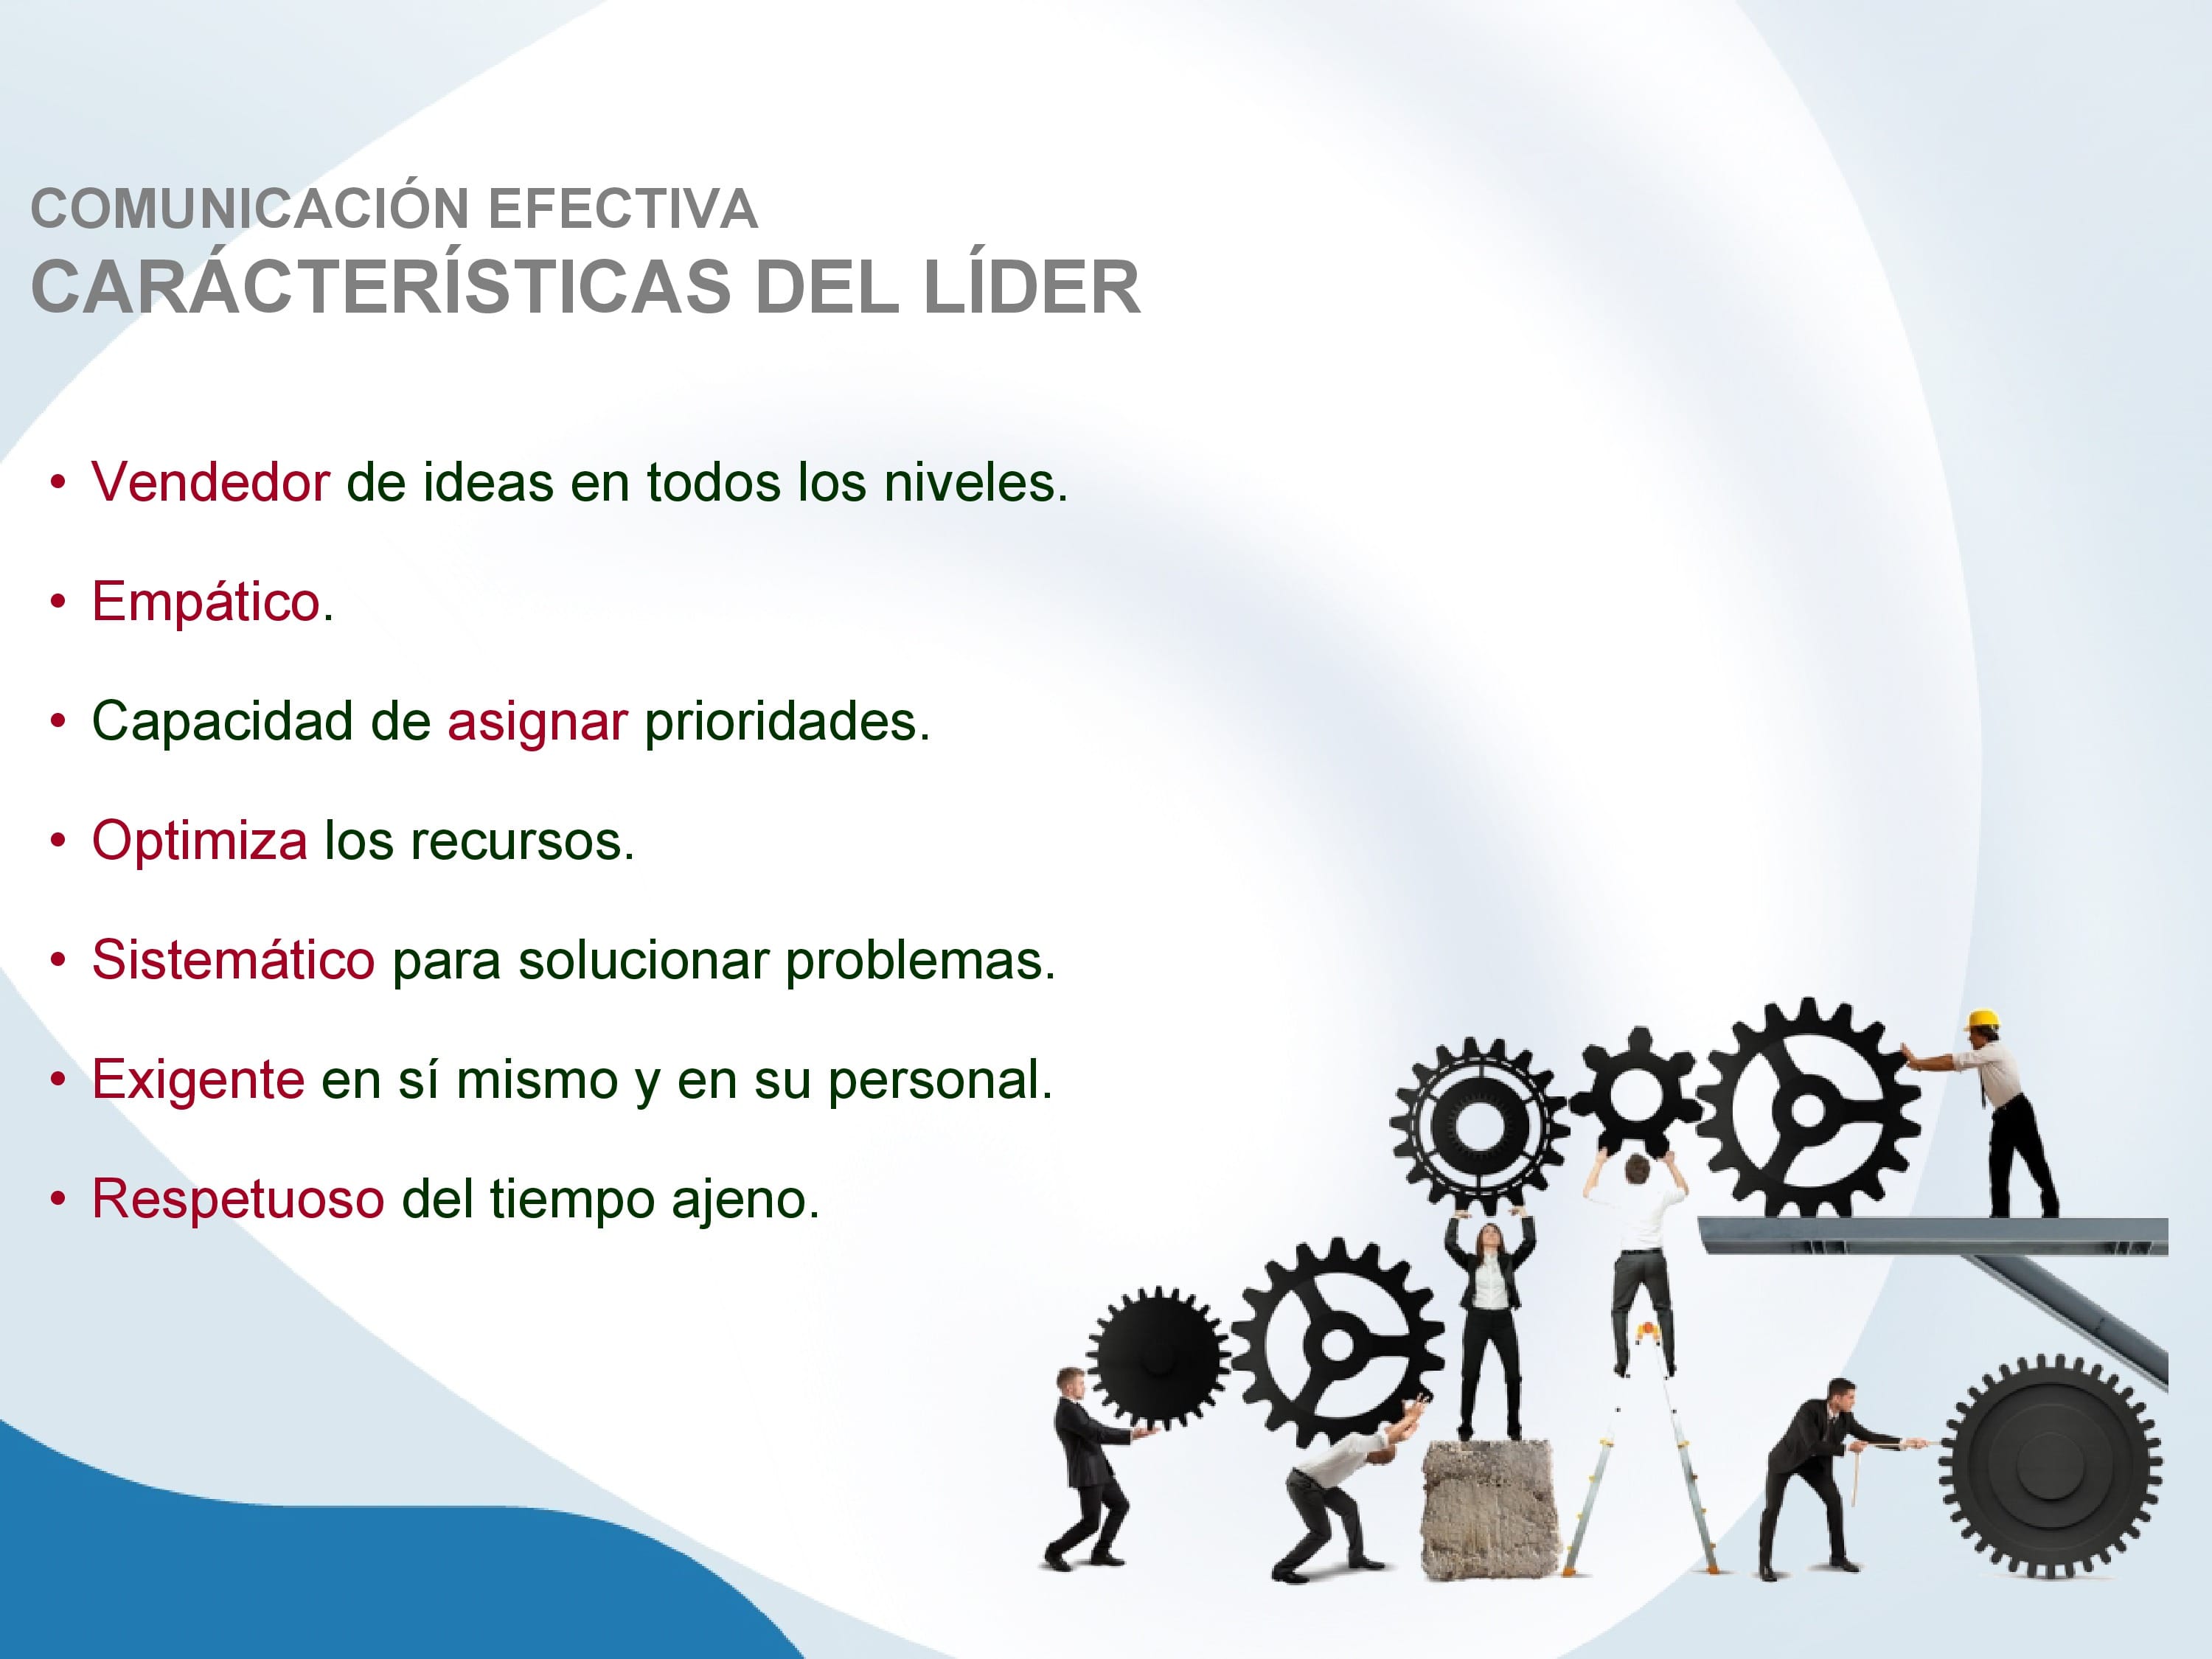 COMUNICACIÓN EFECTIVA
CARÁCTERÍSTICAS DEL LÍDER
• Vendedor de ideas en todos los niveles.
• Empático.
• Capacidad de asignar prioridades.
• Optimiza los recursos.
• Sistemático para solucionar problemas.
• Exigente en sí mismo y en su personal.
• Respetuoso del tiempo ajeno.